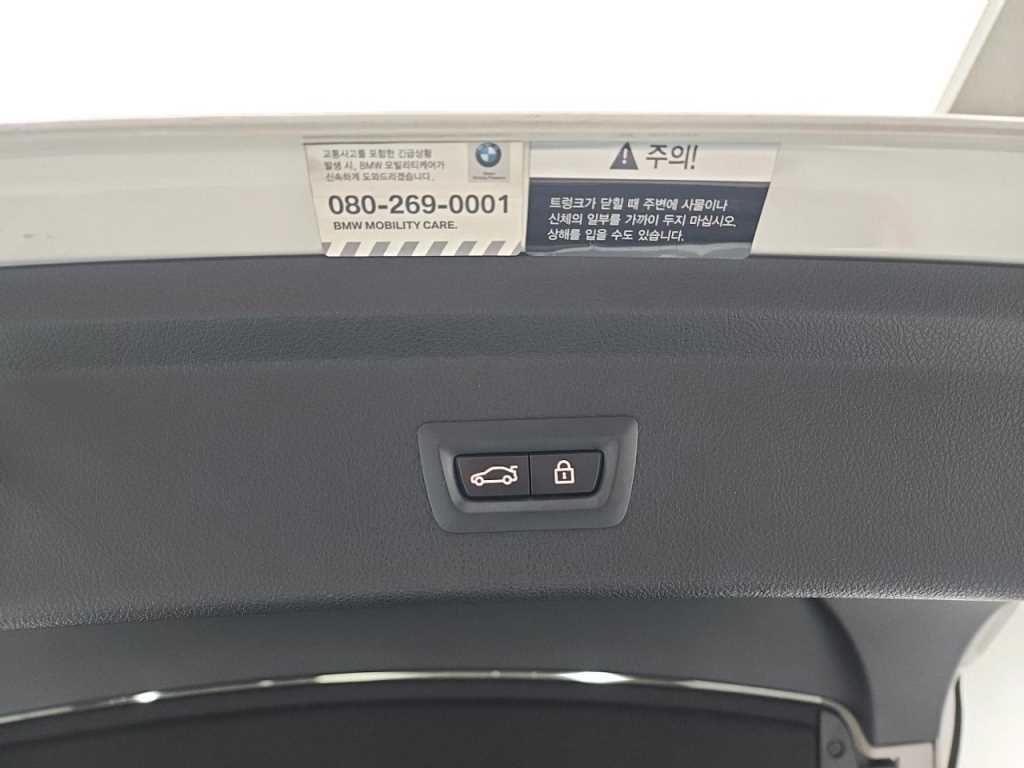 교통사고를 포함한 긴급상황
발생 시, BMW 모빌리티케어가
신속하게 도와드리겠습니다.
080-269-0001
BMW MOBILITY CARE.
주의!
트렁크가 닫힐 때 주변에 사물이나
신체의 일부를 가까이 두지 마십시오.
상해를 입을 수도 있습니다.